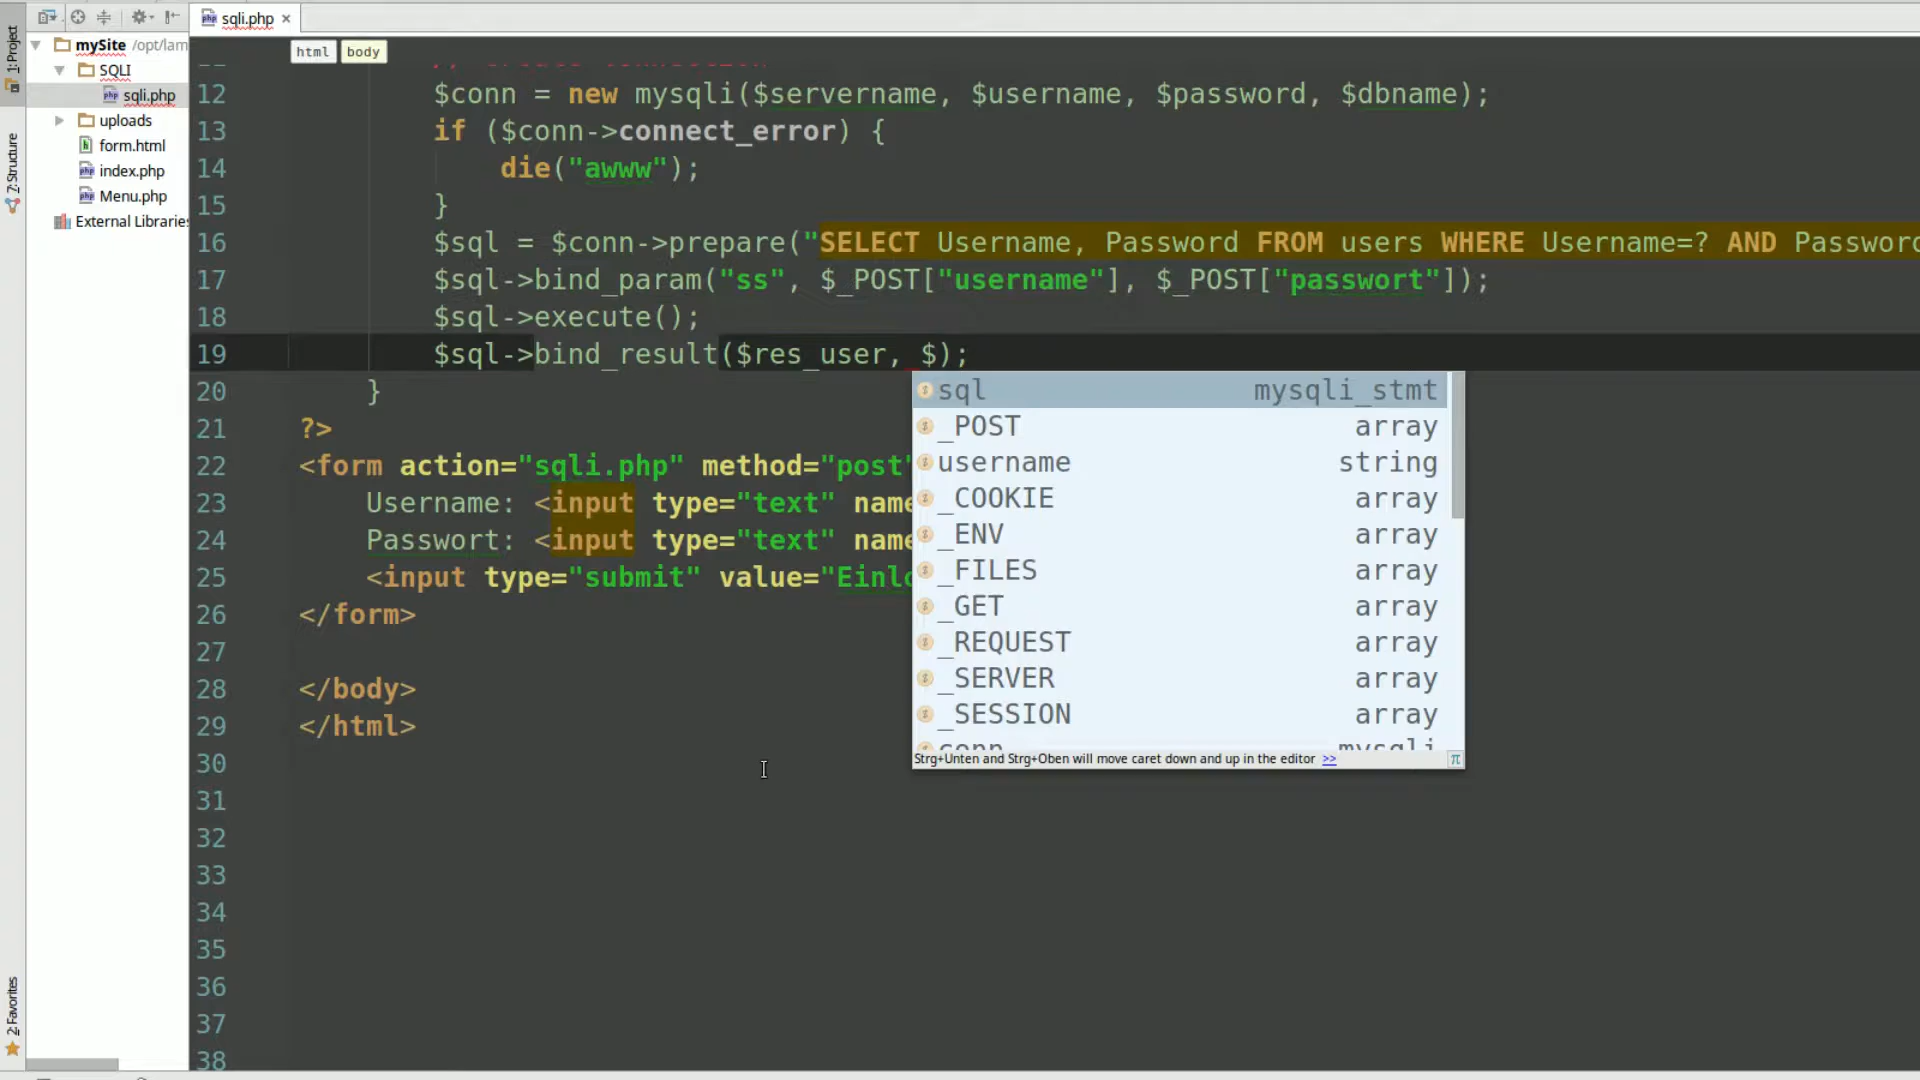 1: Project
7: Structure
2: Favorites
mySite /opt/lam
SQLI
sqli.php
uploads
form.html
index.php
Menu.php
External Libraries
sqli.php
html body
12 $conn = new mysqli($servername, $username, $password, $dbname);
13 if ($conn->connect_error) {
14 die("awww");
15 }
16 $sql = $conn->prepare("SELECT Username, Password FROM users WHERE Username=? AND Password
17 $sql->bind_param("ss", $_POST["username"], $_POST["passwort"]);
18 $sql->execute();
19 $sql->bind_result($res_user, $);
20 }
21 ?>
22 <form action="sqli.php" method="post"
23 Username: <input type="text" name
24 Passwort: <input type="text" name
25 <input type="submit" value="Einlo
26 </form>
27
28 </body>
29 </html>
30
31
32
33
34
35
36
37
38
sql mysqli_stmt
_POST array
username string
_COOKIE array
_ENV array
_FILES array
_GET array
_REQUEST array
_SERVER array
_SESSION array
conn mysqli
Strg+Unten and Strg+Oben will move caret down and up in the editor >>
π